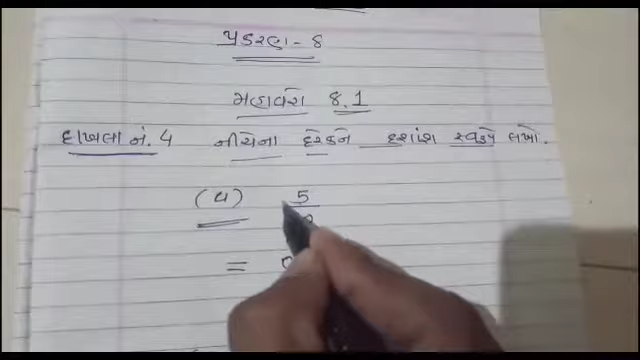 પ્રકરણ - 8
મહાવરો 8.1
દાખલા નં. 4 નીચેના દરેકને દશાંશ સ્વરૂપે લખો.
(ય) 5
=